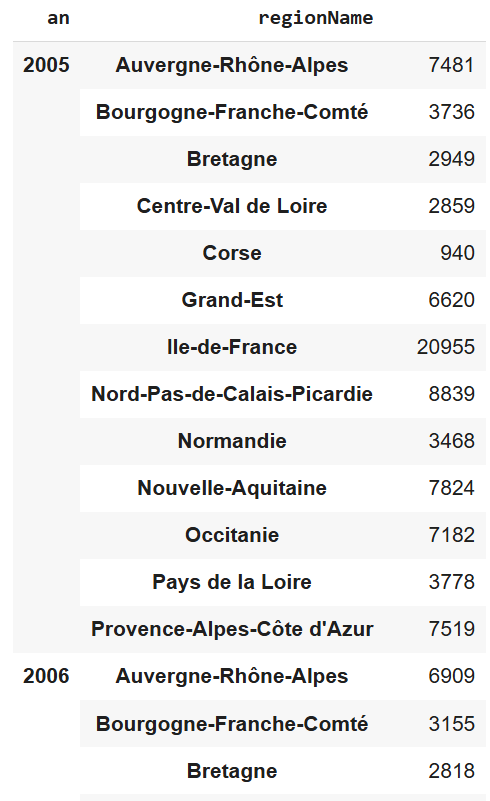 an regionName
2005 Auvergne-Rhône-Alpes 7481
Bourgogne-Franche-Comté 3736
Bretagne 2949
Centre-Val de Loire 2859
Corse 940
Grand-Est 6620
Ile-de-France 20955
Nord-Pas-de-Calais-Picardie 8839
Normandie 3468
Nouvelle-Aquitaine 7824
Occitanie 7182
Pays de la Loire 3778
Provence-Alpes-Côte d'Azur 7519
2006 Auvergne-Rhône-Alpes 6909
Bourgogne-Franche-Comté 3155
Bretagne 2818